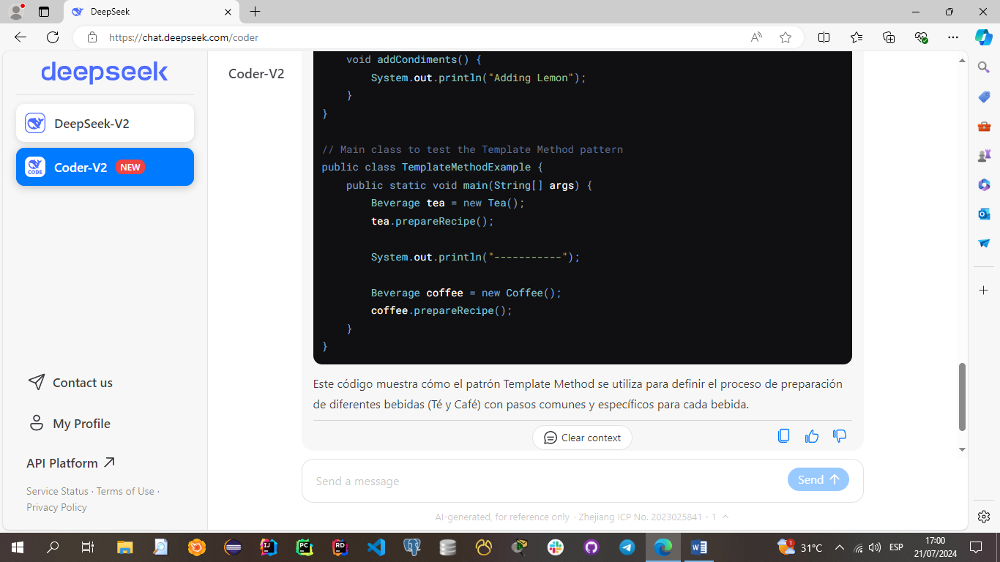 DeepSeek
https://chat.deepseek.com/coder
deepseek
DeepSeek-V2
CODE
Coder-V2 NEW
Contact us
My Profile
API Platform
Service Status · Terms of Use ·
Privacy Policy
Coder-V2
void addCondiments() {
System.out.println("Adding Lemon");
}
}
// Main class to test the Template Method pattern
public class TemplateMethodExample {
public static void main(String[] args) {
Beverage tea = new Tea();
tea.prepareRecipe();
System.out.println("-----------");
Beverage coffee = new Coffee();
coffee.prepareRecipe();
}
}
Este código muestra cómo el patrón Template Method se utiliza para definir el proceso de preparación
de diferentes bebidas (Té y Café) con pasos comunes y específicos para cada bebida.
Clear context
Send a message
Send
AI-generated, for reference only · Zhejiang ICP No. 2023025841 - 1
1
31°C
ESP
17:00
21/07/2024